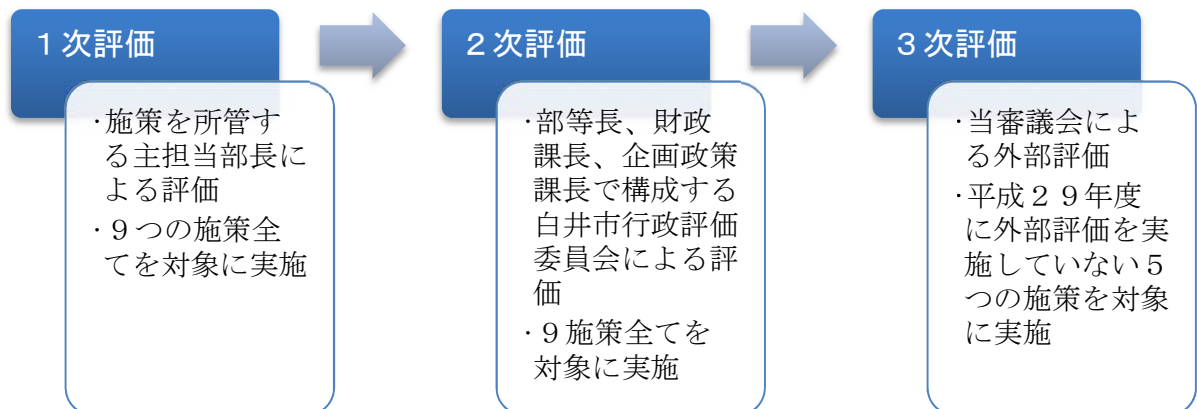 １次評価
・施策を所管す
る主担当部長に
よる評価
・９つの施策全
てを対象に実施
２次評価
・部等長、財政
課長、企画政策
課長で構成する
白井市行政評価
委員会による評
価
・９施策全てを
対象に実施
３次評価
・当審議会によ
る外部評価
・平成２９年度
に外部評価を実
施していない５
つの施策を対象
に実施